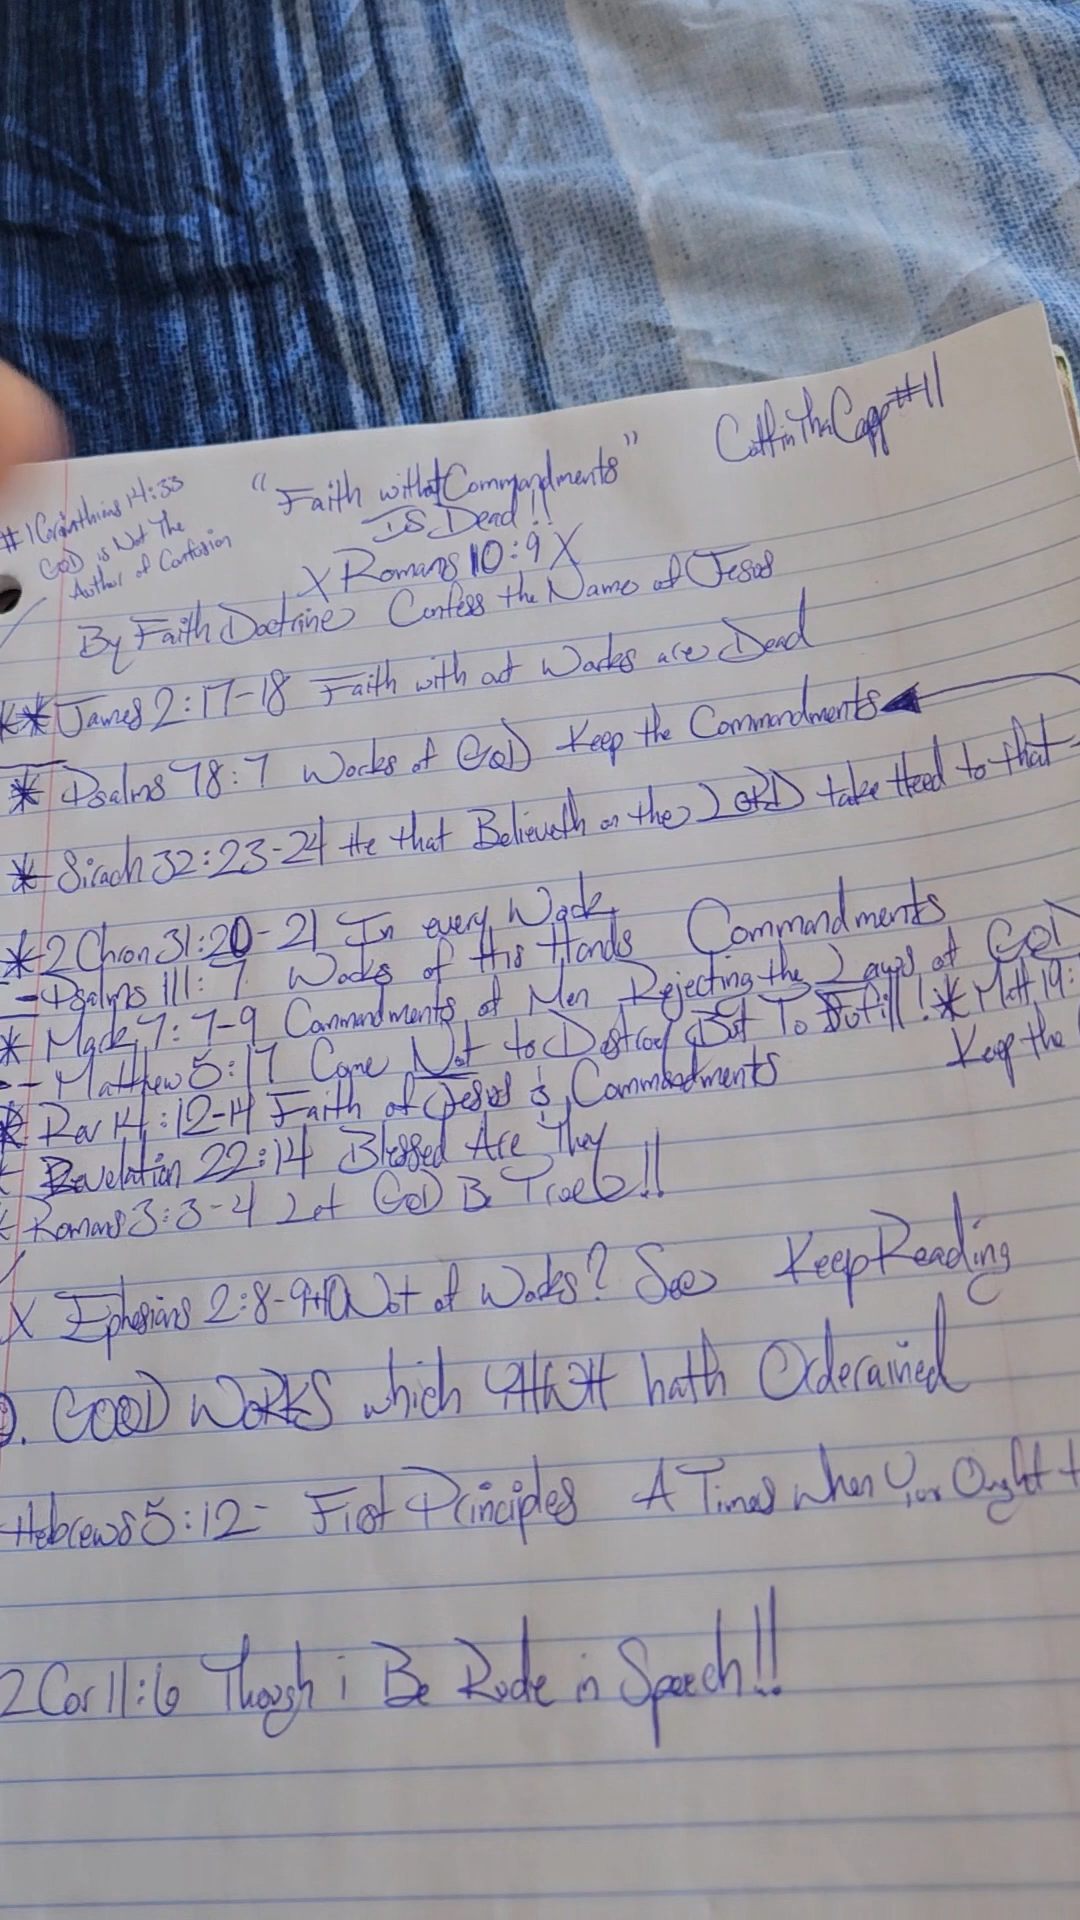 CuttinThaCapp#11
#1 Corinthians 14:33
GOD is Not The
Author of Confusion
"Faith without Commandments"
IS Dead!!
X Romans 10:9 X
By Faith Doctrine Confess the Name of Jesus
** James 2:17-18 Faith with out Works are Dead
* Psalms 78:7 Works of GOD Keep the Commandments
* Sirach 32:23-24 He that Believeth on the LORD take Heed to that
* 2 Chron 31:20-21 In every Work
- Psalms 111:7 Works of His Hands Commandments
* Mark 7:7-9 Commandments of Men Rejecting the Laws of GOD
-- Matthew 5:17 Came Not to Destroy But To Fulfill! * Matt 19:
Keep the
* Rev 14:12-14 Faith of Jesus & Commandments
Revelation 22:14 Blessed Are They
Romans 3:3-4 Let GOD Be True!!
X Ephesians 2:8-9+10 Not of Works? See Keep Reading
. GOOD WORKS which YHWH hath Orderained
Hebrews 5:12- First Principles A Time when You Ought t
2 Cor 11:6 Though i Be Rude in Speech!!